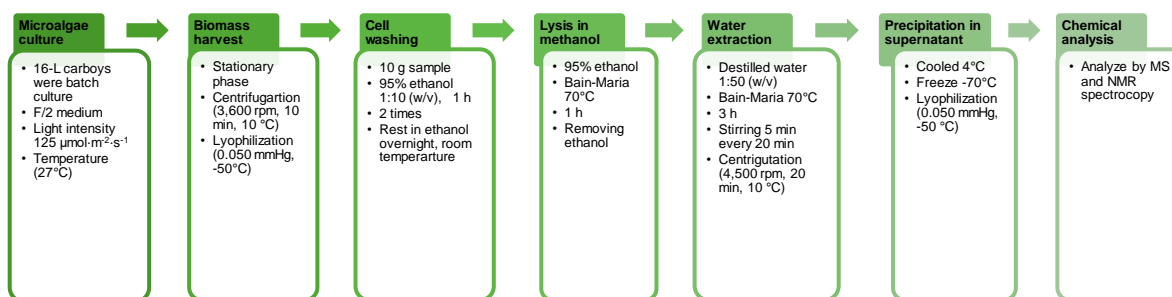 Microalgae
culture
• 16-L carboys
were batch
culture
• F/2 medium
• Light intensity
125 µmol·m⁻²·s⁻¹
• Temperature
(27°C)
Biomass
harvest
• Stationary
phase
• Centrifugartion
(3,600 rpm, 10
min, 10 °C)
• Lyophilization
(0.050 mmHg,
-50°C)
Cell
washing
• 10 g sample
• 95% ethanol
1:10 (w/v), 1 h
• 2 times
• Rest in ethanol
overnight, room
temperarture
Lysis in
methanol
• 95% ethanol
• Bain-Maria
70°C
• 1 h
• Removing
ethanol
Water
extraction
• Destilled water
1:50 (w/v)
• Bain-Maria 70°C
• 3 h
• Stirring 5 min
every 20 min
• Centrigutation
(4,500 rpm, 20
min, 10 °C)
Precipitation in
supernatant
• Cooled 4°C
• Freeze -70°C
• Lyophilization
(0.050 mmHg,
-50 °C)
Chemical
analysis
• Analyze by MS
and NMR
spectrocopy